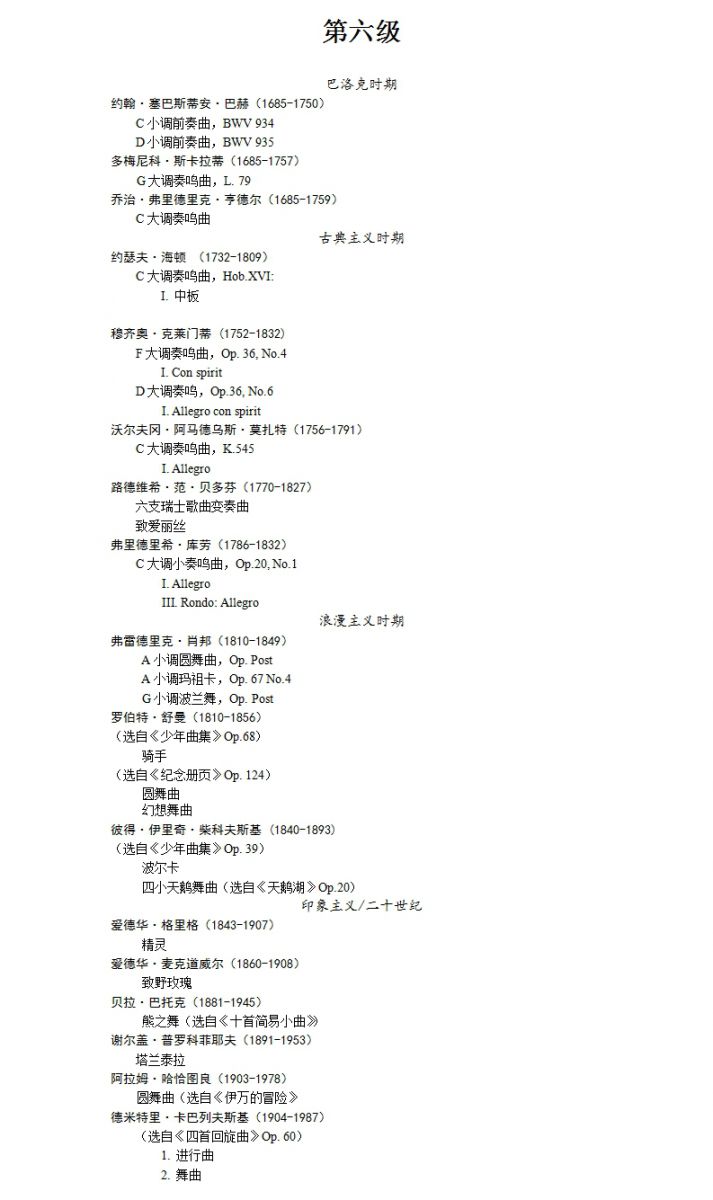 第六级
巴洛克时期
约翰·塞巴斯蒂安·巴赫（1685-1750）
C 小调前奏曲，BWV 934
D 小调前奏曲，BWV 935
多梅尼科·斯卡拉蒂（1685-1757）
G 大调奏鸣曲，L. 79
乔治·弗里德里克·亨德尔（1685-1759）
C 大调奏鸣曲
古典主义时期
约瑟夫·海顿 （1732-1809）
C 大调奏鸣曲，Hob.XVI:
I. 中板
穆齐奥·克莱门蒂（1752-1832）
F 大调奏鸣曲，Op. 36, No.4
I. Con spirit
D 大调奏鸣，Op.36, No.6
I. Allegro con spirit
沃尔夫冈·阿马德乌斯·莫扎特（1756-1791）
C 大调奏鸣曲，K.545
I. Allegro
路德维希·范·贝多芬（1770-1827）
六支瑞士歌曲变奏曲
致爱丽丝
弗里德里希·库劳（1786-1832）
C 大调小奏鸣曲，Op.20, No.1
I. Allegro
III. Rondo: Allegro
浪漫主义时期
弗雷德里克·肖邦（1810-1849）
A 小调圆舞曲，Op. Post
A 小调玛祖卡，Op. 67 No.4
G 小调波兰舞，Op. Post
罗伯特·舒曼（1810-1856）
（选自《少年曲集》Op.68）
骑手
（选自《纪念册页》Op. 124）
圆舞曲
幻想舞曲
彼得·伊里奇·柴科夫斯基（1840-1893）
（选自《少年曲集》Op. 39）
波尔卡
四小天鹅舞曲（选自《天鹅湖》Op.20）
印象主义/二十世纪
爱德华·格里格（1843-1907）
精灵
爱德华·麦克道威尔（1860-1908）
致野玫瑰
贝拉·巴托克（1881-1945）
熊之舞（选自《十首简易小曲》）
谢尔盖·普罗科菲耶夫（1891-1953）
塔兰泰拉
阿拉姆·哈恰图良（1903-1978）
圆舞曲（选自《伊万的冒险》
德米特里·卡巴列夫斯基（1904-1987）
（选自《四首回旋曲》Op. 60）
1. 进行曲
2. 舞曲